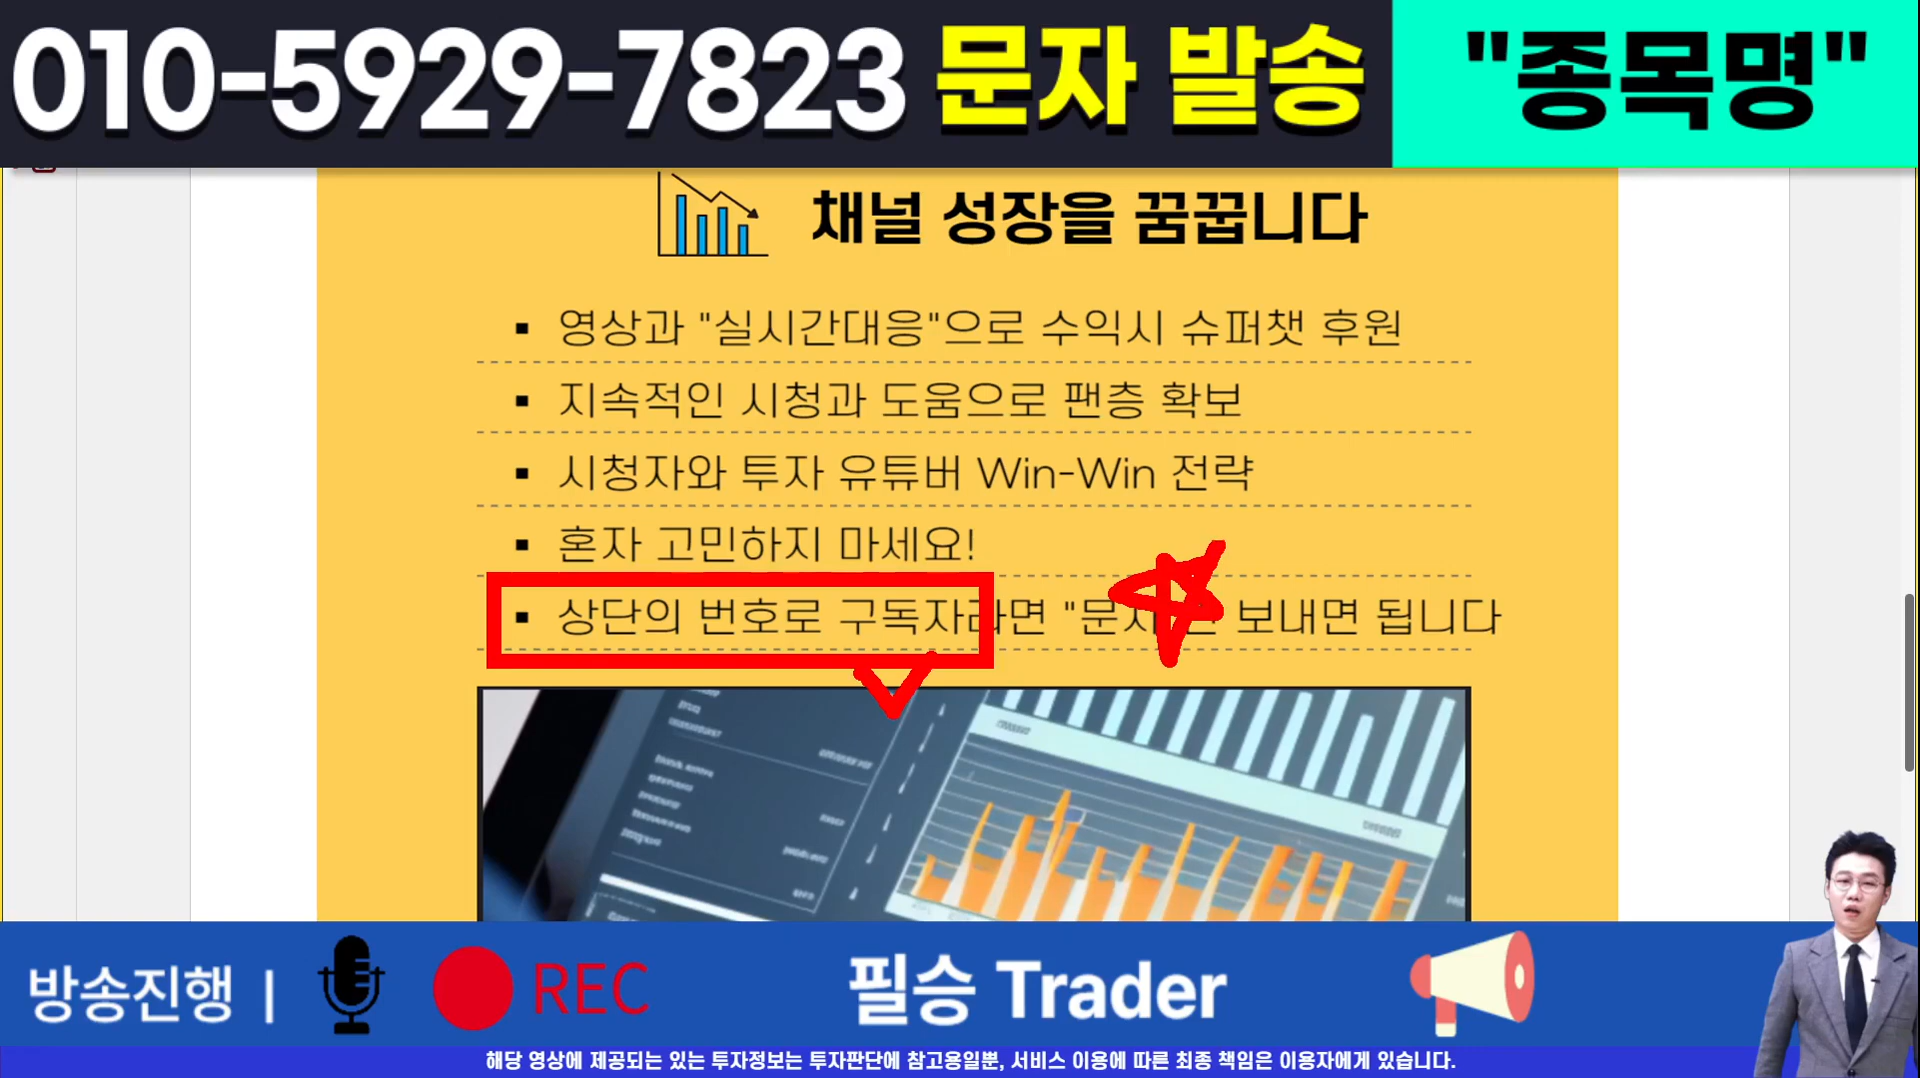 010-5929-7823 문자 발송 "종목명"
채널 성장을 꿈꿉니다
▪ 영상과 "실시간대응"으로 수익시 슈퍼챗 후원
▪ 지속적인 시청과 도움으로 팬층 확보
▪ 시청자와 투자 유튜버 Win-Win 전략
▪ 혼자 고민하지 마세요!
▪ 상단의 번호로 구독자라면 "문자" 보내면 됩니다
방송진행 | REC 필승 Trader
해당 영상에 제공되는 있는 투자정보는 투자판단에 참고용일뿐, 서비스 이용에 따른 최종 책임은 이용자에게 있습니다.